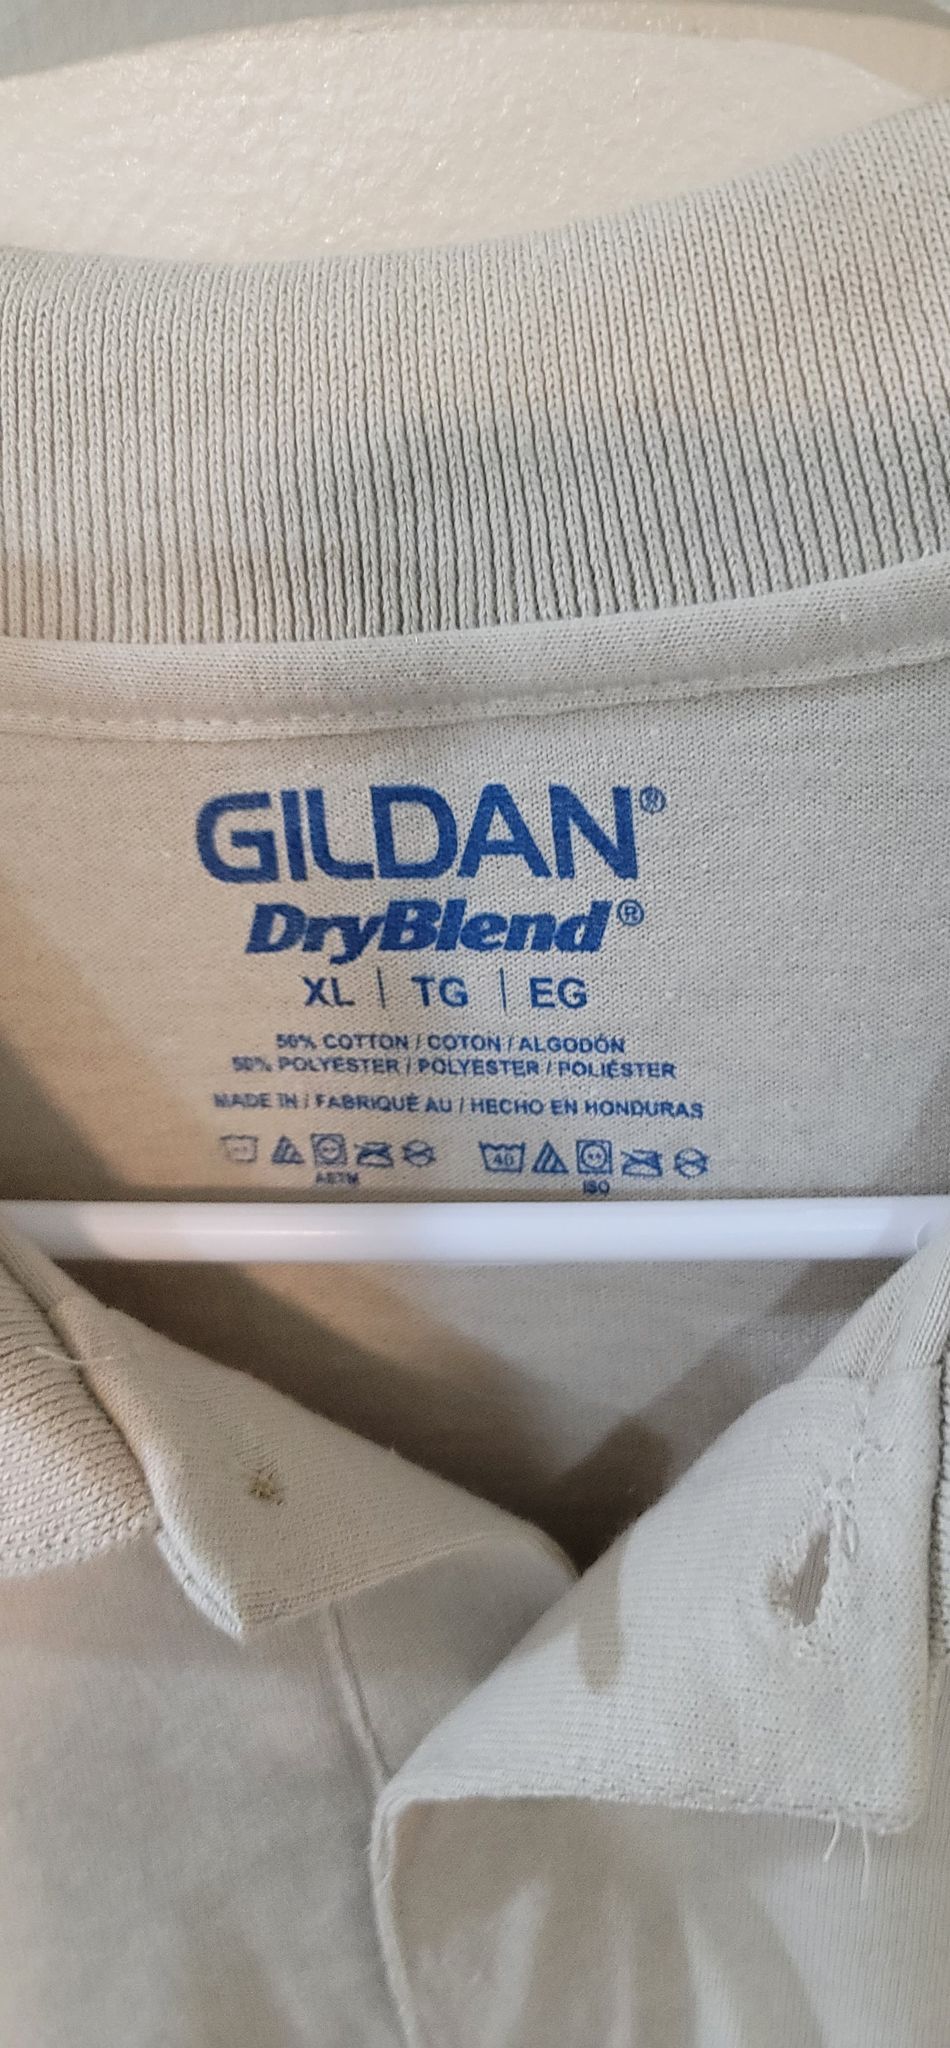 GILDAN®
DryBlend®
XL | TG | EG
50% COTTON / COTON / ALGODÓN
50% POLYESTER / POLYESTER / POLIÉSTER
MADE IN / FABRIQUÉ AU / HECHO EN HONDURAS
40
ASTM ISO